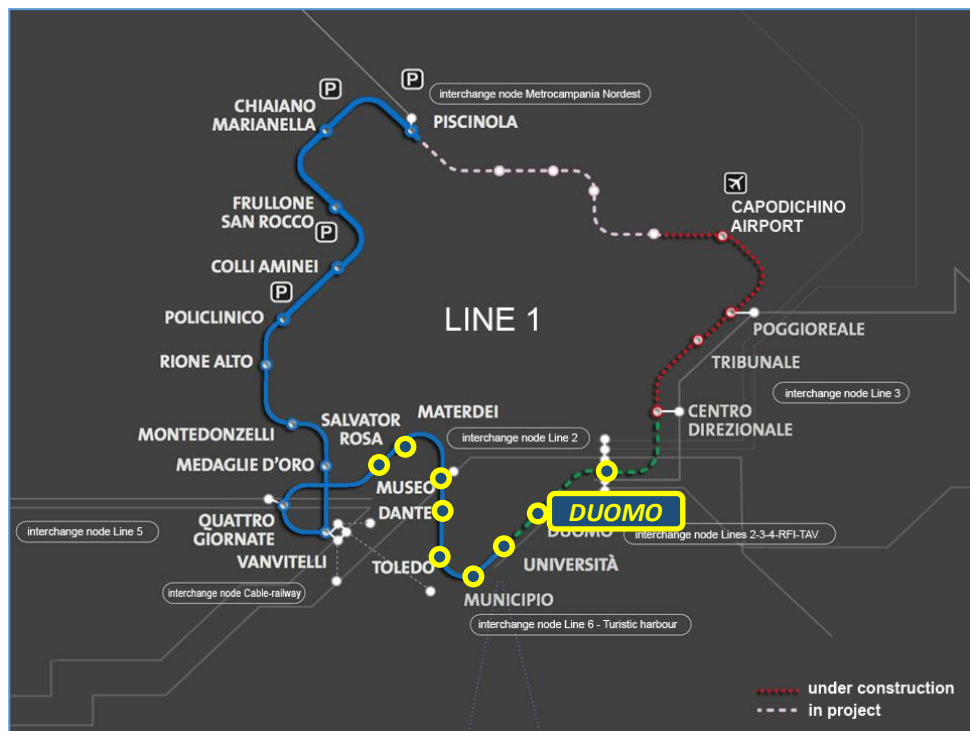 P
P
interchange node Metrocampania Nordest
CHIAIANO
MARIANELLA
PISCINOLA
FRULLONE
SAN ROCCO
P
CAPODICHINO
AIRPORT
COLLI AMINEI
P
POLICLINICO
LINE 1
POGGIOREALE
RIONE ALTO
TRIBUNALE
interchange node Line 3
SALVATOR
ROSA
MATERDEI
CENTRO
DIREZIONALE
MONTEDONZELLI
interchange node Line 2
MEDAGLIE D'ORO
MUSEO
DANTE
DUOMO
QUATTRO
GIORNATE
interchange node Line 5
DUOMO
interchange node Lines 2-3-4-RFI-TAV
VANVITELLI
TOLEDO
UNIVERSITÀ
interchange node Cable-railway
MUNICIPIO
interchange node Line 6 - Turistic harbour
under construction
in project